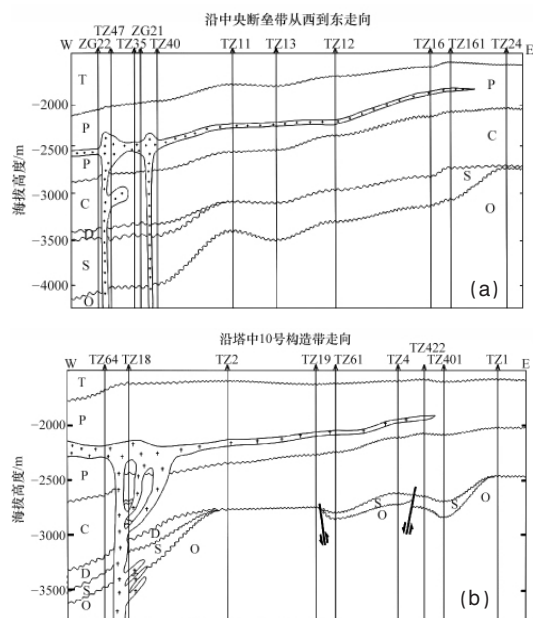 沿中央断垒带从西到东走向
W ZG22 TZ47 TZ35 ZG21 TZ40 TZ11 TZ13 TZ12 TZ16 TZ161 TZ24 E
T
P P
-2000
-2500
P C
-3000
C S
D O
-3500
S
-4000
O
海拔高度/m
(a)
沿塔中10号构造带走向
W TZ64 TZ18 TZ2 TZ19 TZ61 TZ4 TZ422 TZ401 TZ1 E
T
P
-2000
P
-2500
S S O
C O
-3000
D
D S O
S
-3500
O
海拔高度/m
(b)